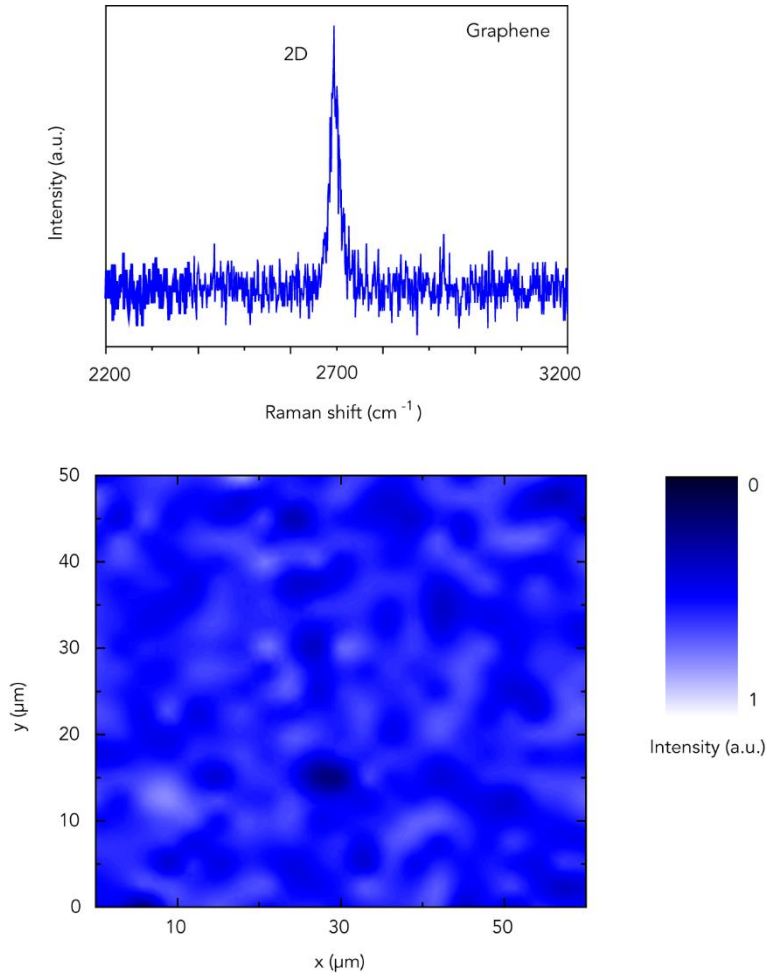 Graphene
2D
Intensity (a.u.)
2200 2700 3200
Raman shift (cm ⁻¹ )
50
40
30
20
10
0
y (µm)
10 30 50
x (µm)
0
1
Intensity (a.u.)